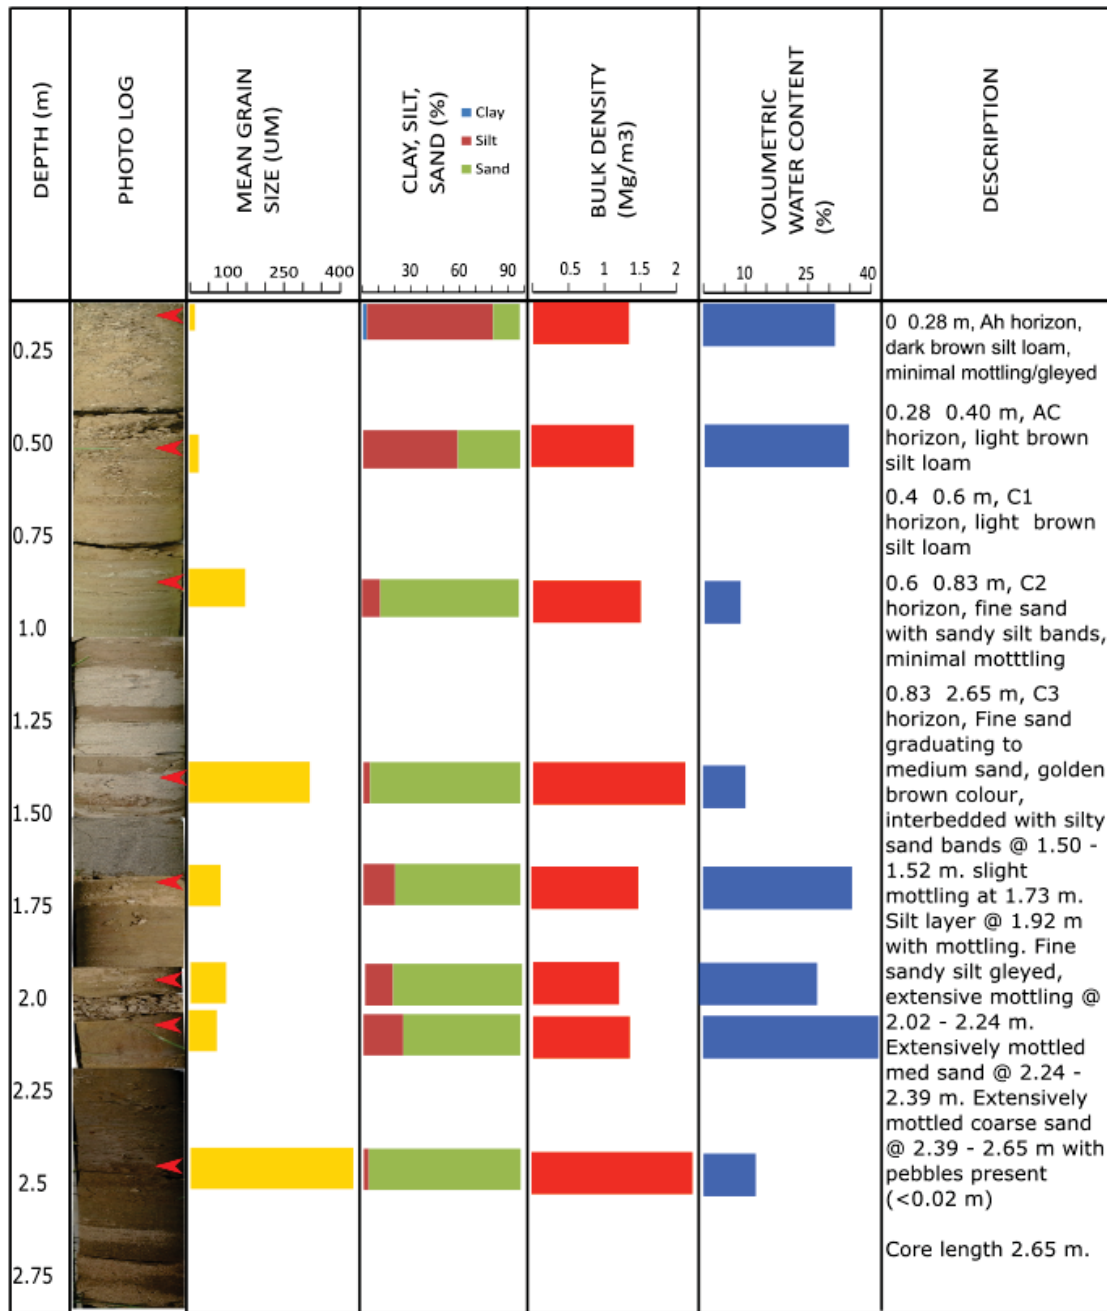 DEPTH (m)
PHOTO LOG
MEAN GRAIN
SIZE (UM)
CLAY, SILT,
SAND (%)
Clay
Silt
Sand
BULK DENSITY
(Mg/m3)
VOLUMETRIC
WATER CONTENT
(%)
DESCRIPTION
100 250 400
30 60 90
0.5 1 1.5 2
10 25 40
0.25
0.50
0.75
1.0
1.25
1.50
1.75
2.0
2.25
2.5
2.75
0 0.28 m, Ah horizon,
dark brown silt loam,
minimal mottling/gleyed
0.28 0.40 m, AC
horizon, light brown
silt loam
0.4 0.6 m, C1
horizon, light brown
silt loam
0.6 0.83 m, C2
horizon, fine sand
with sandy silt bands,
minimal motttling
0.83 2.65 m, C3
horizon, Fine sand
graduating to
medium sand, golden
brown colour,
interbedded with silty
sand bands @ 1.50 -
1.52 m. slight
mottling at 1.73 m.
Silt layer @ 1.92 m
with mottling. Fine
sandy silt gleyed,
extensive mottling @
2.02 - 2.24 m.
Extensively mottled
med sand @ 2.24 -
2.39 m. Extensively
mottled coarse sand
@ 2.39 - 2.65 m with
pebbles present
(<0.02 m)
Core length 2.65 m.